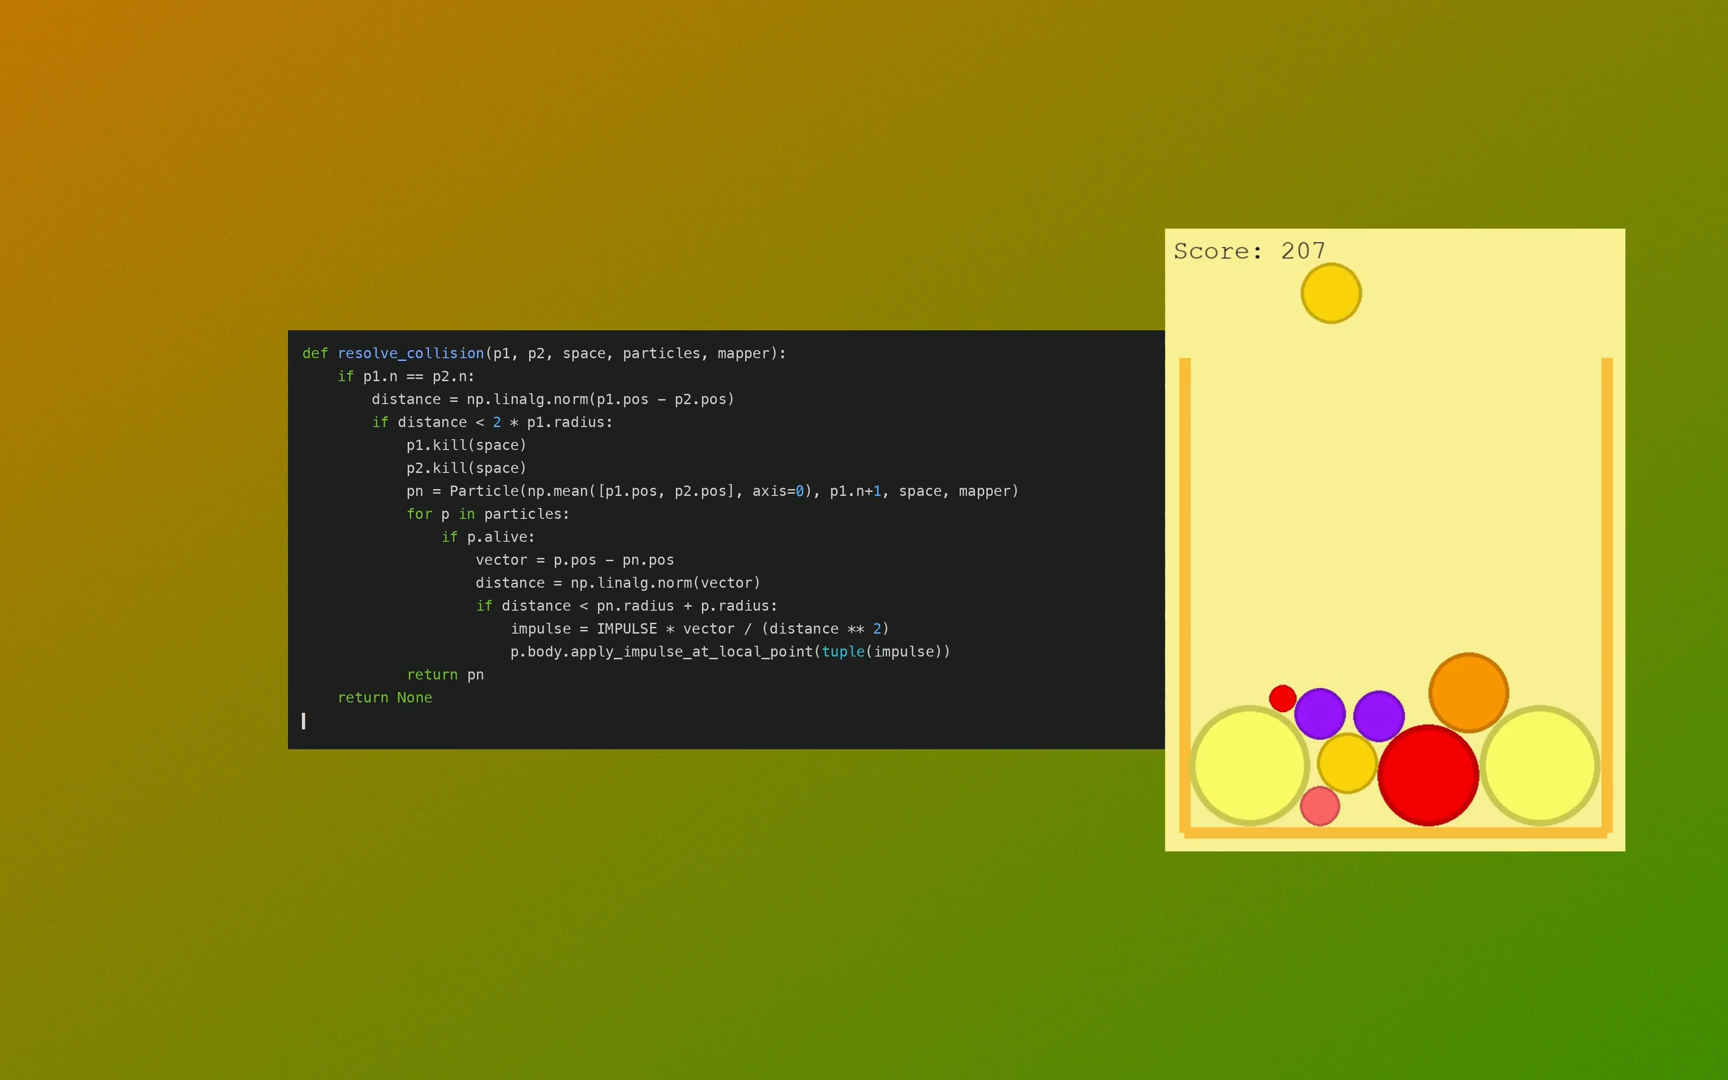 def resolve_collision(p1, p2, space, particles, mapper):
    if p1.n == p2.n:
        distance = np.linalg.norm(p1.pos - p2.pos)
        if distance < 2 * p1.radius:
            p1.kill(space)
            p2.kill(space)
            pn = Particle(np.mean([p1.pos, p2.pos], axis=0), p1.n+1, space, mapper)
            for p in particles:
                if p.alive:
                    vector = p.pos - pn.pos
                    distance = np.linalg.norm(vector)
                    if distance < pn.radius + p.radius:
                        impulse = IMPULSE * vector / (distance ** 2)
                        p.body.apply_impulse_at_local_point(tuple(impulse))
            return pn
    return None
Score: 207